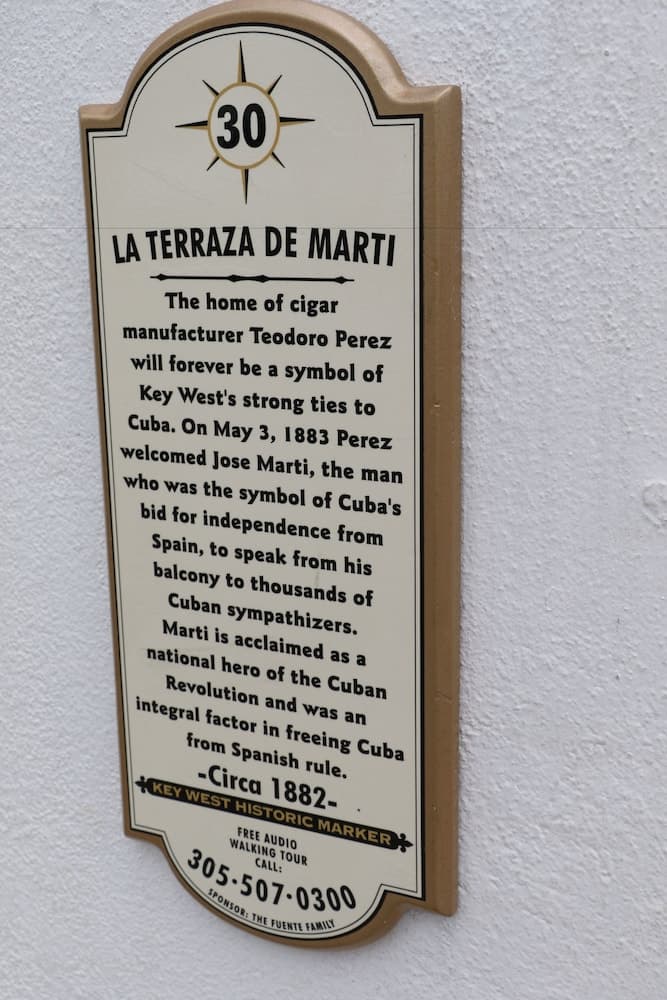 30
LA TERRAZA DE MARTI
The home of cigar
manufacturer Teodoro Perez
will forever be a symbol of
Key West's strong ties to
Cuba. On May 3, 1883 Perez
welcomed Jose Marti, the man
who was the symbol of Cuba's
bid for independence from
Spain, to speak from his
balcony to thousands of
Cuban sympathizers.
Marti is acclaimed as a
national hero of the Cuban
Revolution and was an
integral factor in freeing Cuba
from Spanish rule.
-Circa 1882-
KEY WEST HISTORIC MARKER
FREE AUDIO
WALKING TOUR
CALL:
305·507·0300
SPONSOR: THE FUENTE FAMILY